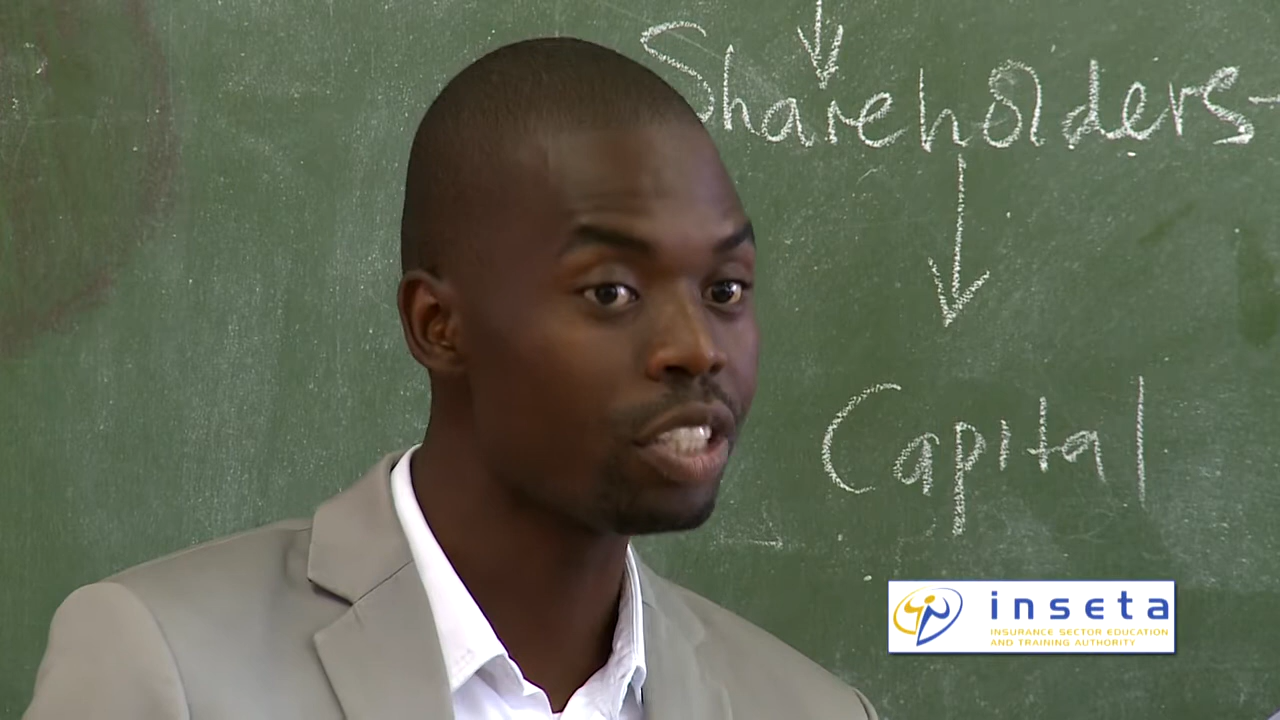 Shareholders-
Capital
inseta
INSURANCE SECTOR EDUCATION
AND TRAINING AUTHORITY